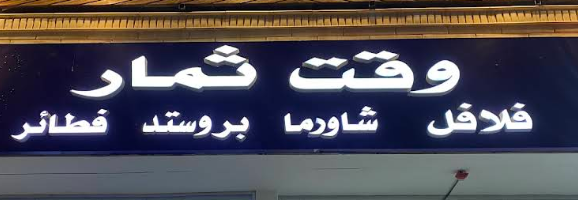 وقت ثمار
فلافل شاورما بروستد فطائر